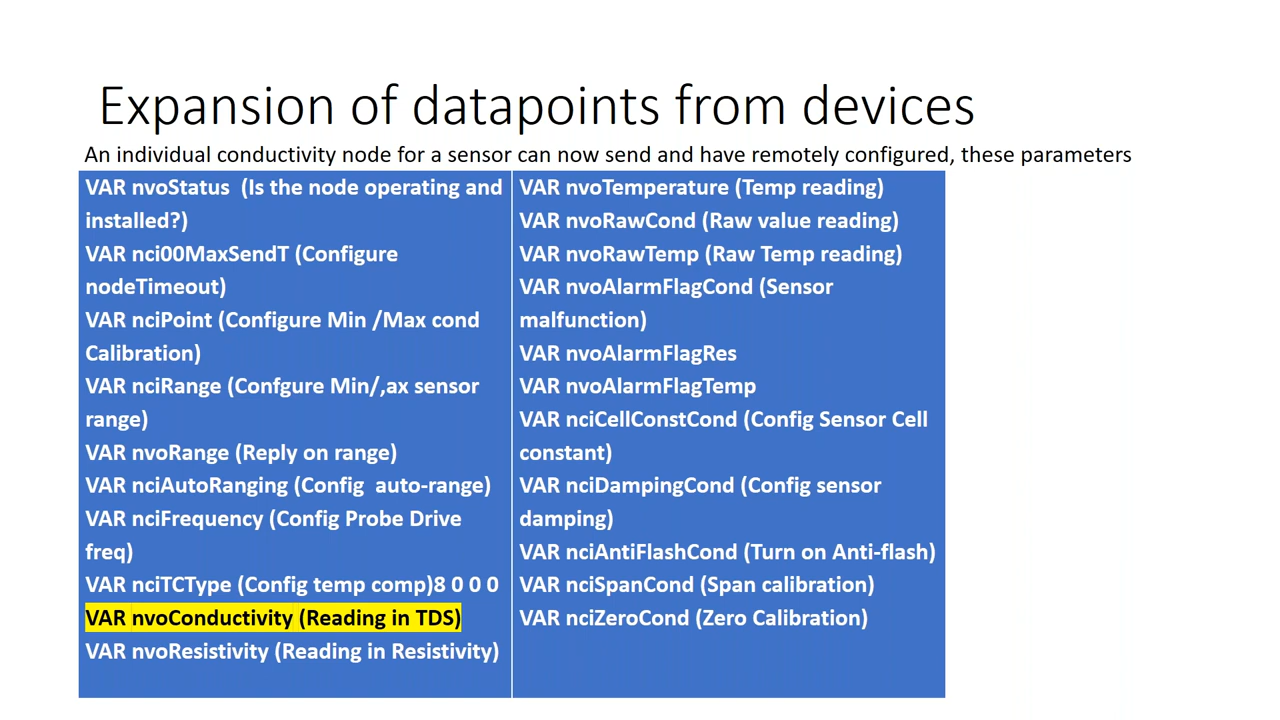 Expansion of datapoints from devices
An individual conductivity node for a sensor can now send and have remotely configured, these parameters
VAR nvoStatus  (Is the node operating and
installed?)
VAR nci00MaxSendT (Configure
nodeTimeout)
VAR nciPoint (Configure Min /Max cond
Calibration)
VAR nciRange (Confgure Min/,ax sensor
range)
VAR nvoRange (Reply on range)
VAR nciAutoRanging (Config  auto-range)
VAR nciFrequency (Config Probe Drive
freq)
VAR nciTCType (Config temp comp)8 0 0 0
VAR nvoConductivity (Reading in TDS)
VAR nvoResistivity (Reading in Resistivity)
VAR nvoTemperature (Temp reading)
VAR nvoRawCond (Raw value reading)
VAR nvoRawTemp (Raw Temp reading)
VAR nvoAlarmFlagCond (Sensor
malfunction)
VAR nvoAlarmFlagRes
VAR nvoAlarmFlagTemp
VAR nciCellConstCond (Config Sensor Cell
constant)
VAR nciDampingCond (Config sensor
damping)
VAR nciAntiFlashCond (Turn on Anti-flash)
VAR nciSpanCond (Span calibration)
VAR nciZeroCond (Zero Calibration)